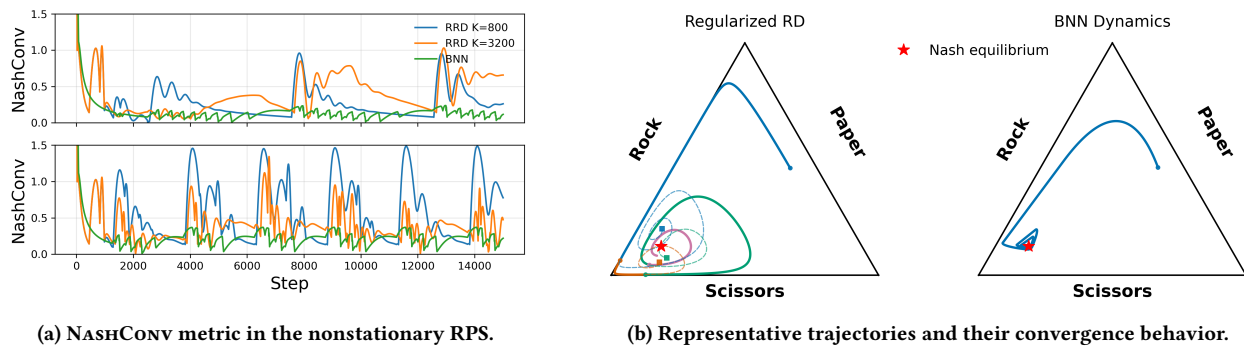 1.5
1.0
0.5
0.0
NashConv
RRD K=800
RRD K=3200
BNN
1.5
1.0
0.5
0.0
NashConv
0 2000 4000 6000 8000 10000 12000 14000
Step
(a) NashConv metric in the nonstationary RPS.
Regularized RD
Rock
Paper
Scissors
Nash equilibrium
BNN Dynamics
Rock
Paper
Scissors
(b) Representative trajectories and their convergence behavior.